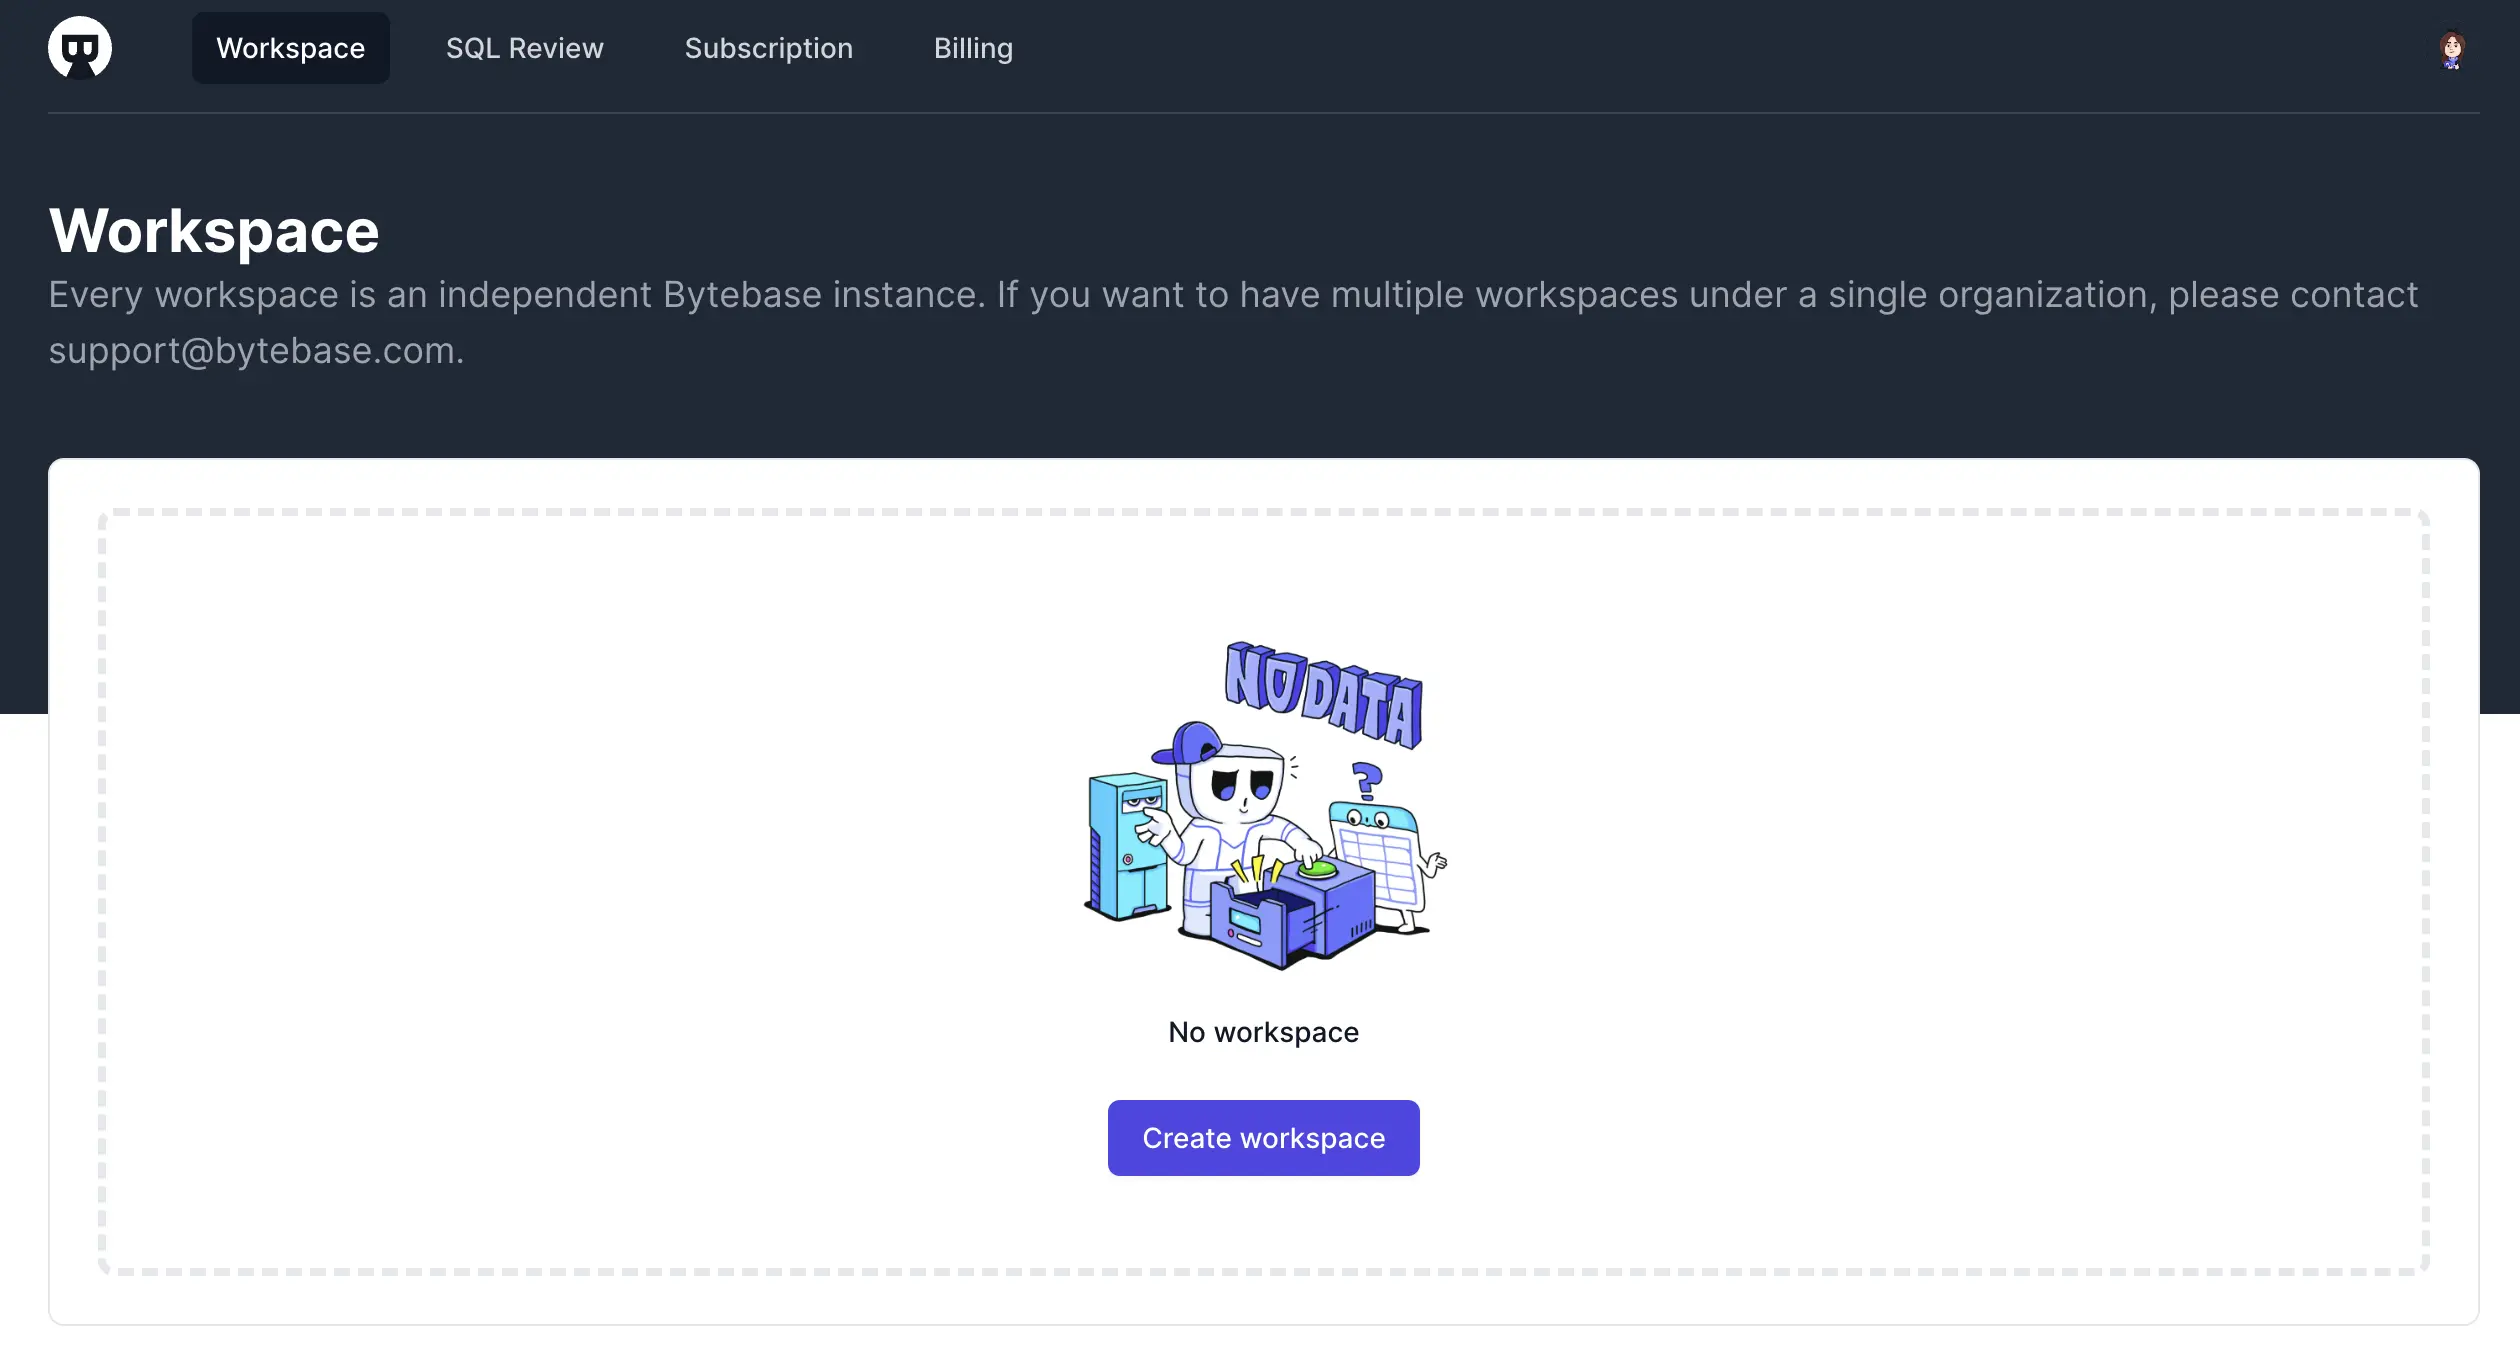 Workspace
SQL Review
Subscription
Billing
Workspace
Every workspace is an independent Bytebase instance. If you want to have multiple workspaces under a single organization, please contact
support@bytebase.com.
NO DATA
?
No workspace
Create workspace